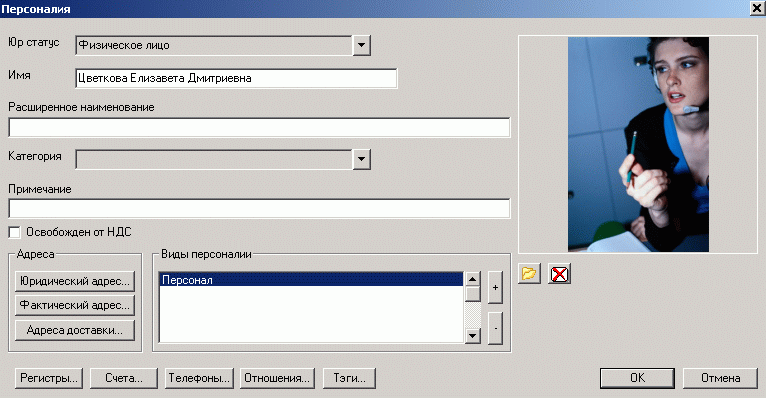 Персоналия
Юр статус
Физическое лицо
Имя
Цветкова Елизавета Дмитриевна
Расширенное наименование
Категория
Примечание
Освобожден от НДС
Адреса
Юридический адрес...
Фактический адрес...
Адреса доставки...
Виды персоналии
Персонал
+
-
Регистры...
Счета...
Телефоны...
Отношения...
Тэги...
OK
Отмена